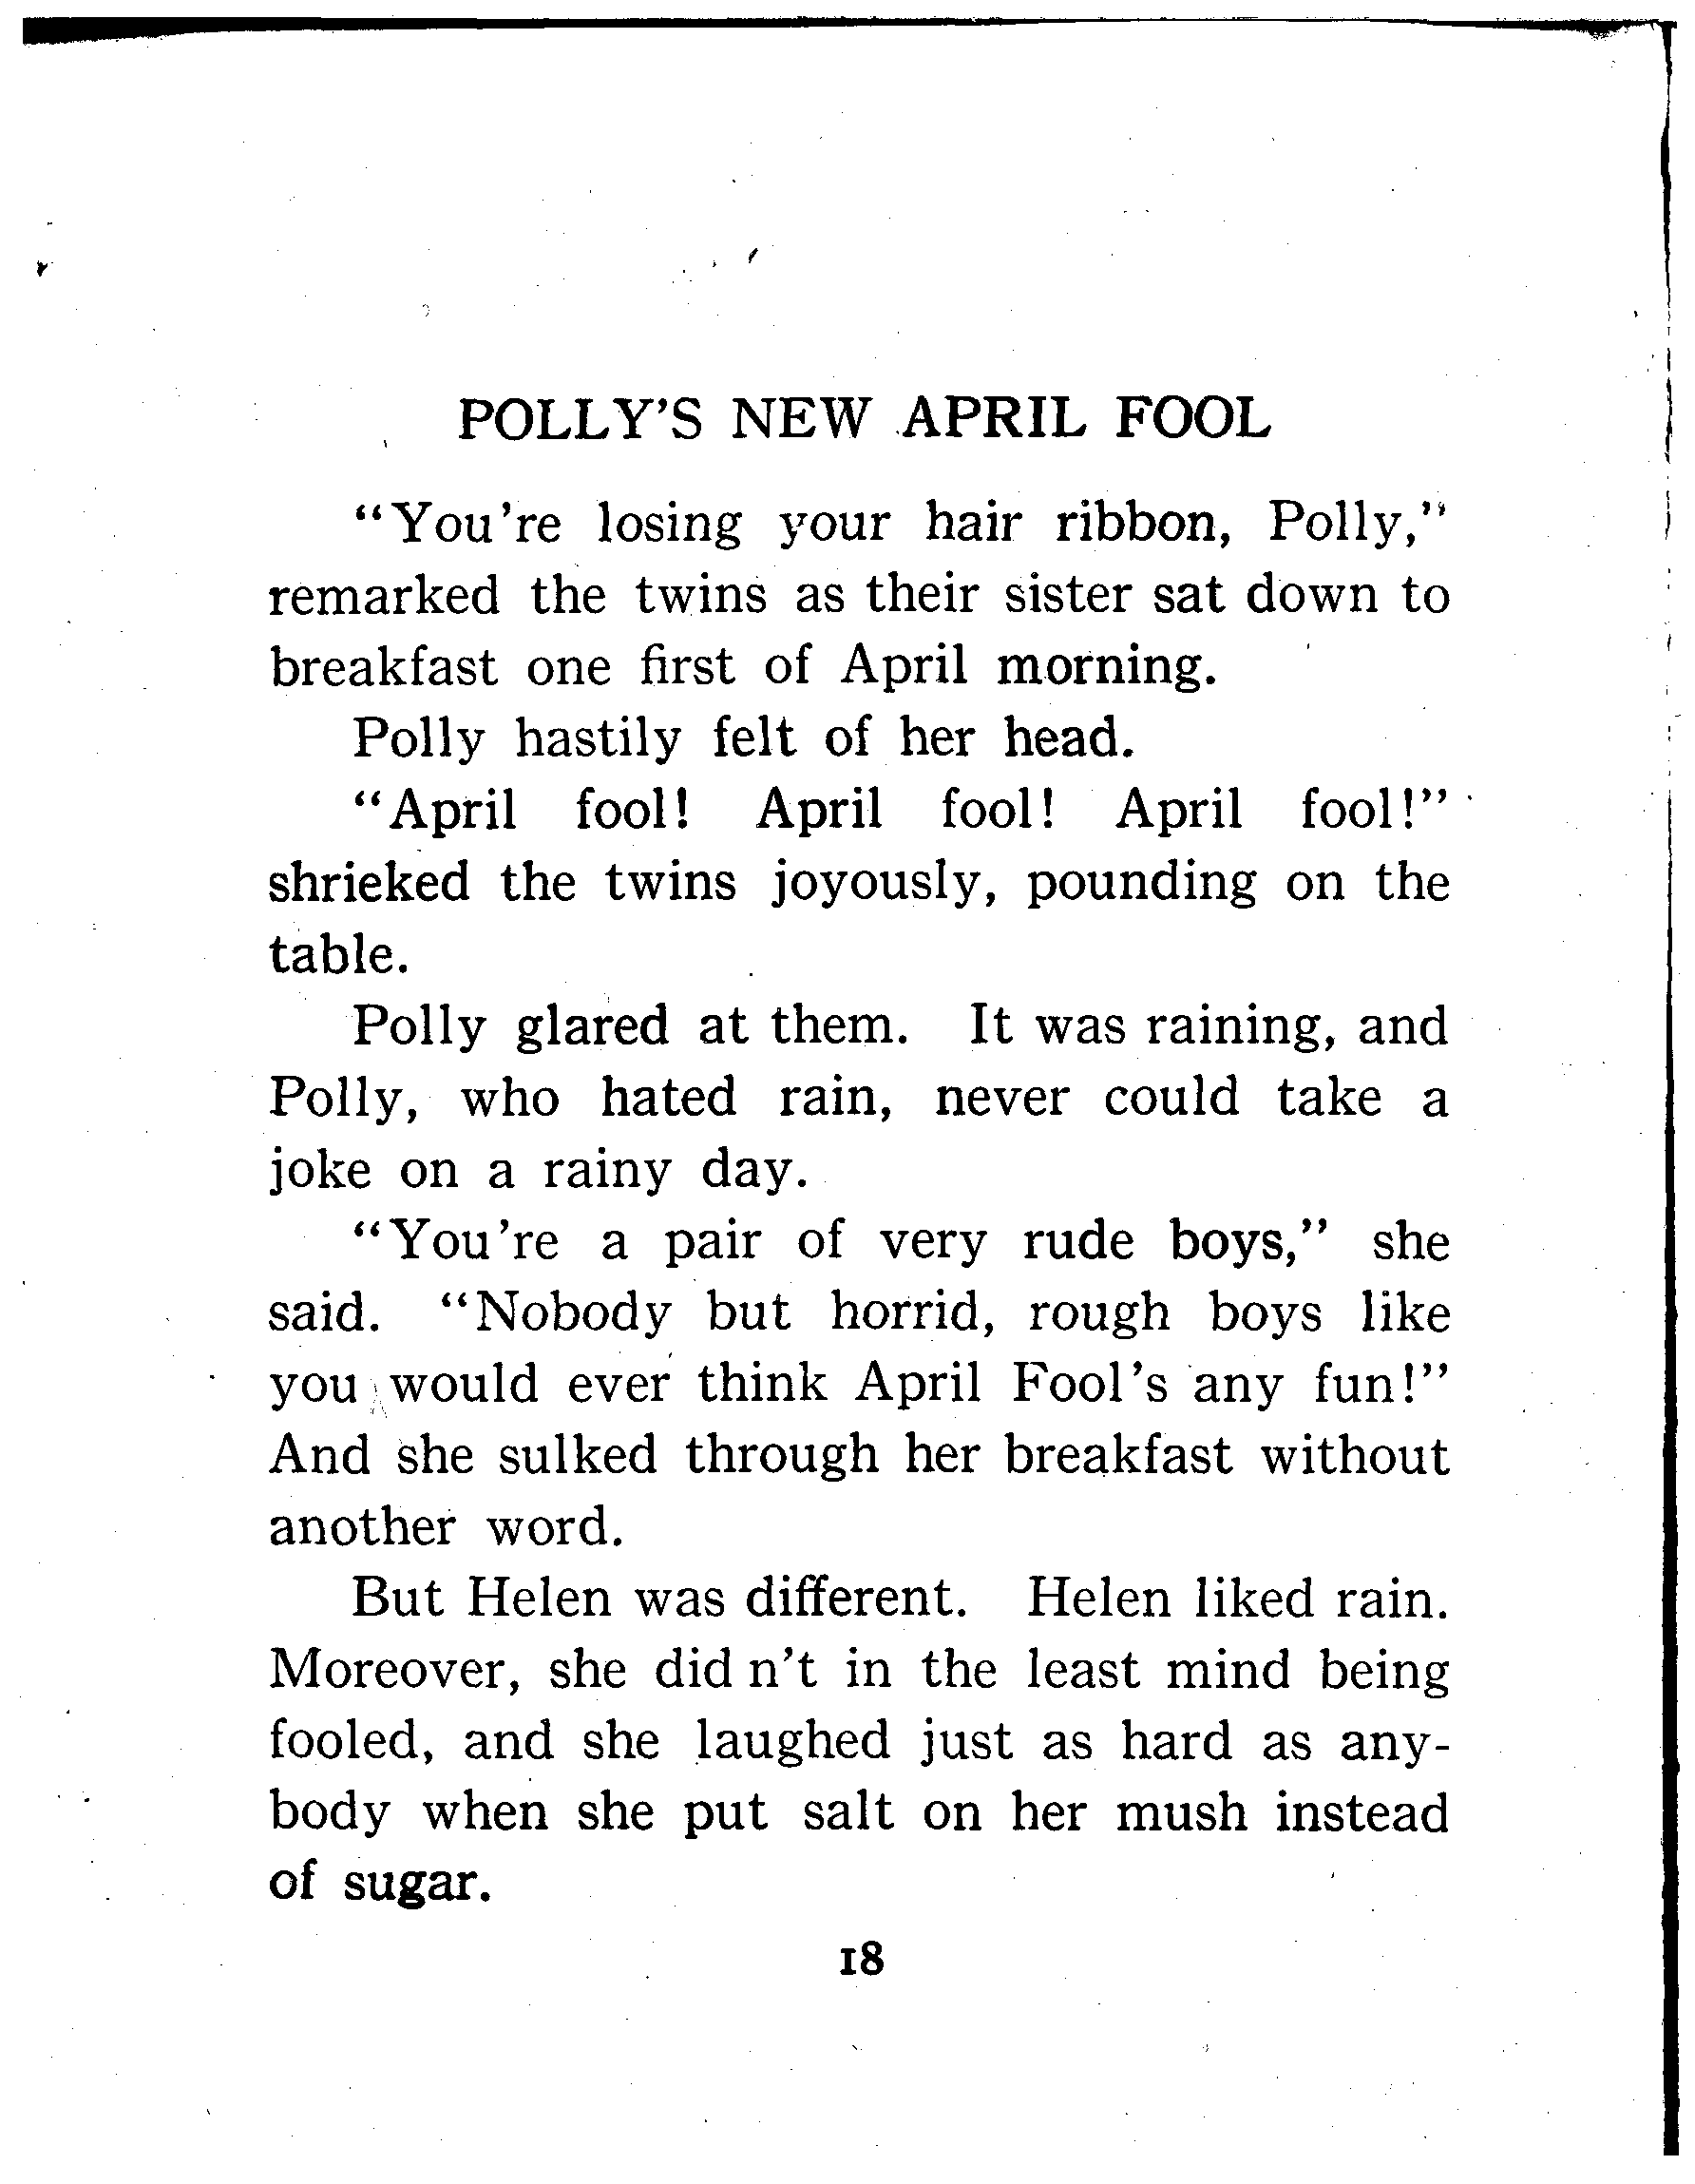 POLLY'S NEW APRIL FOOL
"You're losing your hair ribbon, Polly,"
remarked the twins as their sister sat down to
breakfast one first of April morning.
Polly hastily felt of her head.
"April fool! April fool! April fool!"
shrieked the twins joyously, pounding on the
table.
Polly glared at them. It was raining, and
Polly, who hated rain, never could take a
joke on a rainy day.
"You're a pair of very rude boys," she
said. "Nobody but horrid, rough boys like
you would ever think April Fool's any fun!"
And she sulked through her breakfast without
another word.
But Helen was different. Helen liked rain.
Moreover, she did n't in the least mind being
fooled, and she laughed just as hard as any-
body when she put salt on her mush instead
of sugar.
18